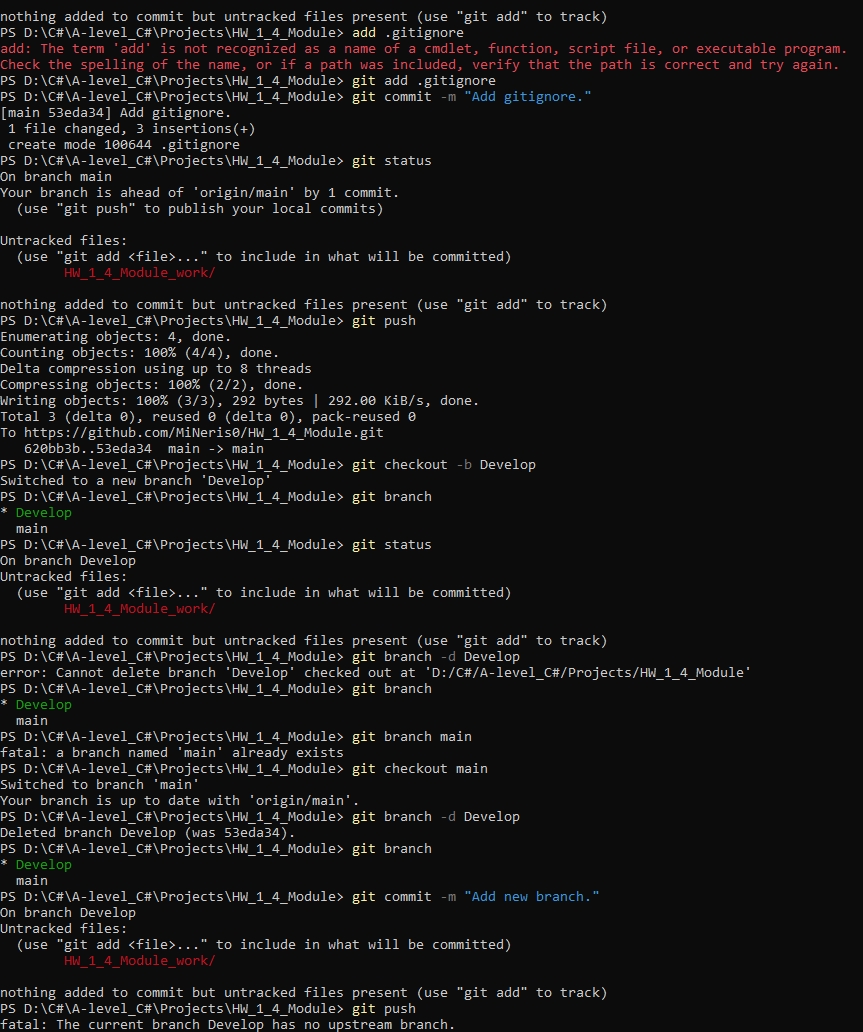 nothing added to commit but untracked files present (use "git add" to track)
PS D:\C#\A-level_C#\Projects\HW_1_4_Module> add .gitignore
add: The term 'add' is not recognized as a name of a cmdlet, function, script file, or executable program.
Check the spelling of the name, or if a path was included, verify that the path is correct and try again.
PS D:\C#\A-level_C#\Projects\HW_1_4_Module> git add .gitignore
PS D:\C#\A-level_C#\Projects\HW_1_4_Module> git commit -m "Add gitignore."
[main 53eda34] Add gitignore.
 1 file changed, 3 insertions(+)
 create mode 100644 .gitignore
PS D:\C#\A-level_C#\Projects\HW_1_4_Module> git status
On branch main
Your branch is ahead of 'origin/main' by 1 commit.
  (use "git push" to publish your local commits)

Untracked files:
  (use "git add <file>..." to include in what will be committed)
        HW_1_4_Module_work/

nothing added to commit but untracked files present (use "git add" to track)
PS D:\C#\A-level_C#\Projects\HW_1_4_Module> git push
Enumerating objects: 4, done.
Counting objects: 100% (4/4), done.
Delta compression using up to 8 threads
Compressing objects: 100% (2/2), done.
Writing objects: 100% (3/3), 292 bytes | 292.00 KiB/s, done.
Total 3 (delta 0), reused 0 (delta 0), pack-reused 0
To https://github.com/MiNeris0/HW_1_4_Module.git
   620bb3b..53eda34  main -> main
PS D:\C#\A-level_C#\Projects\HW_1_4_Module> git checkout -b Develop
Switched to a new branch 'Develop'
PS D:\C#\A-level_C#\Projects\HW_1_4_Module> git branch
* Develop
  main
PS D:\C#\A-level_C#\Projects\HW_1_4_Module> git status
On branch Develop
Untracked files:
  (use "git add <file>..." to include in what will be committed)
        HW_1_4_Module_work/

nothing added to commit but untracked files present (use "git add" to track)
PS D:\C#\A-level_C#\Projects\HW_1_4_Module> git branch -d Develop
error: Cannot delete branch 'Develop' checked out at 'D:/C#/A-level_C#/Projects/HW_1_4_Module'
PS D:\C#\A-level_C#\Projects\HW_1_4_Module> git branch
* Develop
  main
PS D:\C#\A-level_C#\Projects\HW_1_4_Module> git branch main
fatal: a branch named 'main' already exists
PS D:\C#\A-level_C#\Projects\HW_1_4_Module> git checkout main
Switched to branch 'main'
Your branch is up to date with 'origin/main'.
PS D:\C#\A-level_C#\Projects\HW_1_4_Module> git branch -d Develop
Deleted branch Develop (was 53eda34).
PS D:\C#\A-level_C#\Projects\HW_1_4_Module> git branch
* Develop
  main
PS D:\C#\A-level_C#\Projects\HW_1_4_Module> git commit -m "Add new branch."
On branch Develop
Untracked files:
  (use "git add <file>..." to include in what will be committed)
        HW_1_4_Module_work/

nothing added to commit but untracked files present (use "git add" to track)
PS D:\C#\A-level_C#\Projects\HW_1_4_Module> git push
fatal: The current branch Develop has no upstream branch.